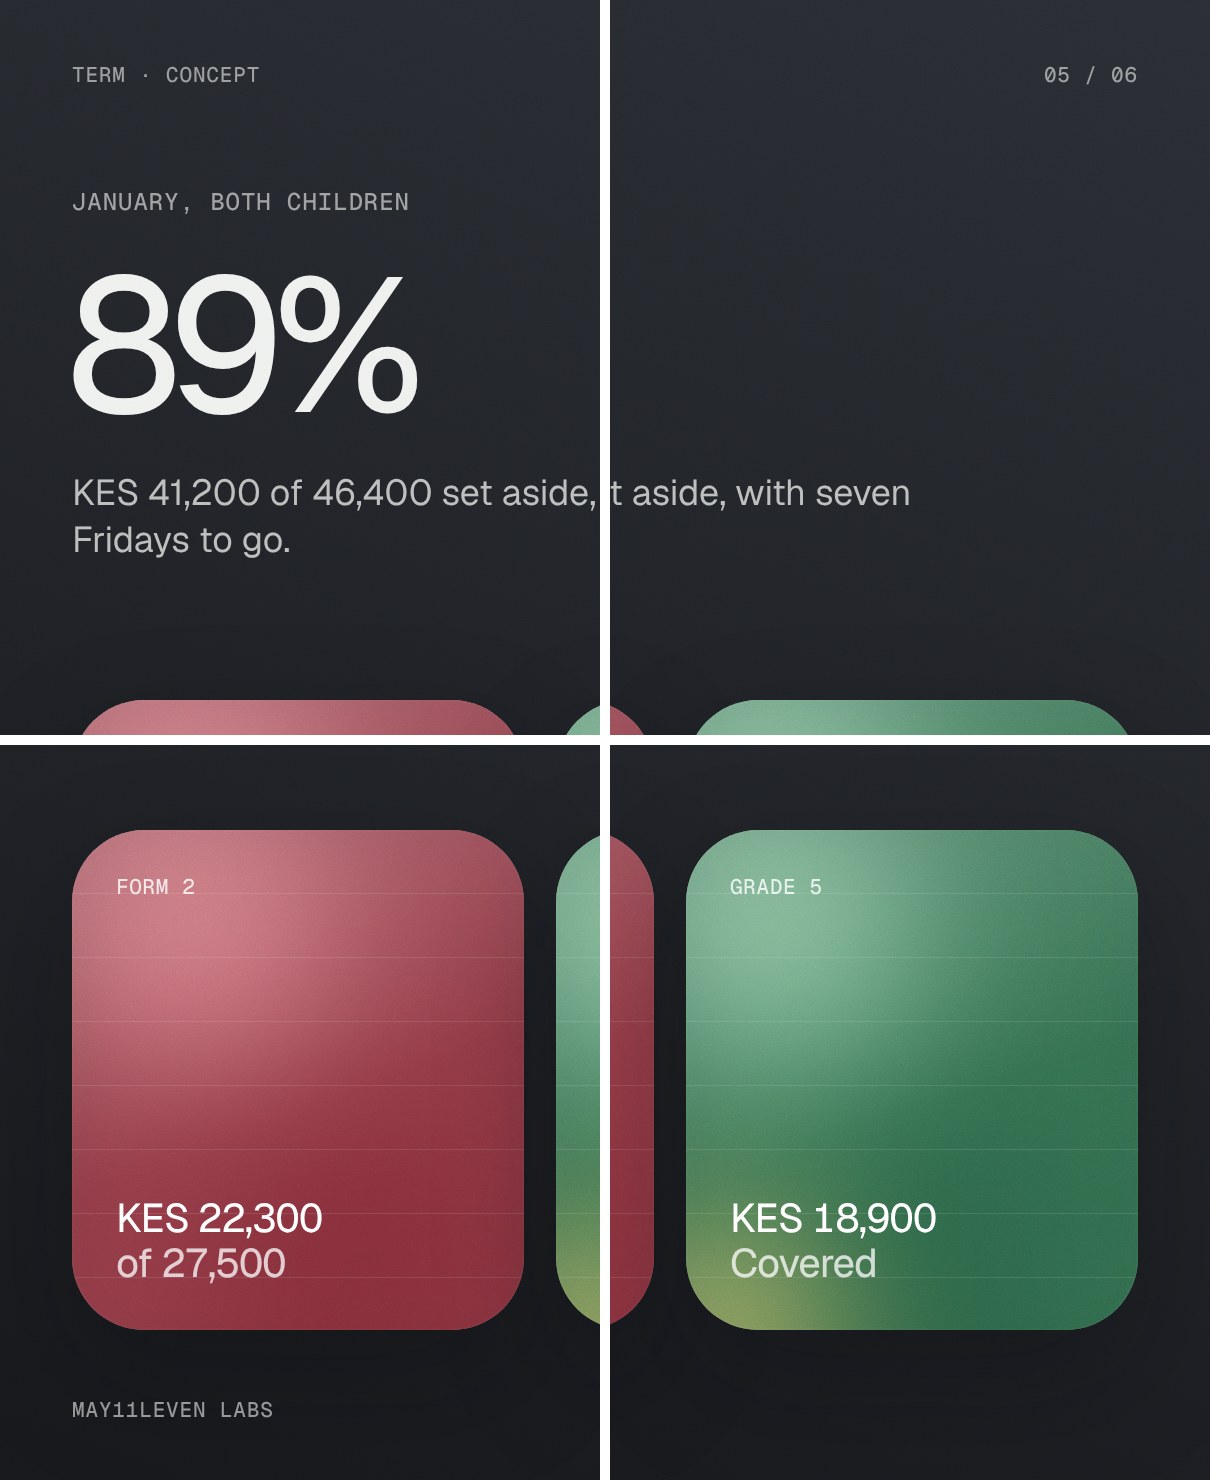 TERM · CONCEPT
05 / 06
JANUARY, BOTH CHILDREN
89%
KES 41,200 of 46,400 set aside, t aside, with seven
Fridays to go.
FORM 2
GRADE 5
KES 22,300
of 27,500
KES 18,900
Covered
MAY11LEVEN LABS